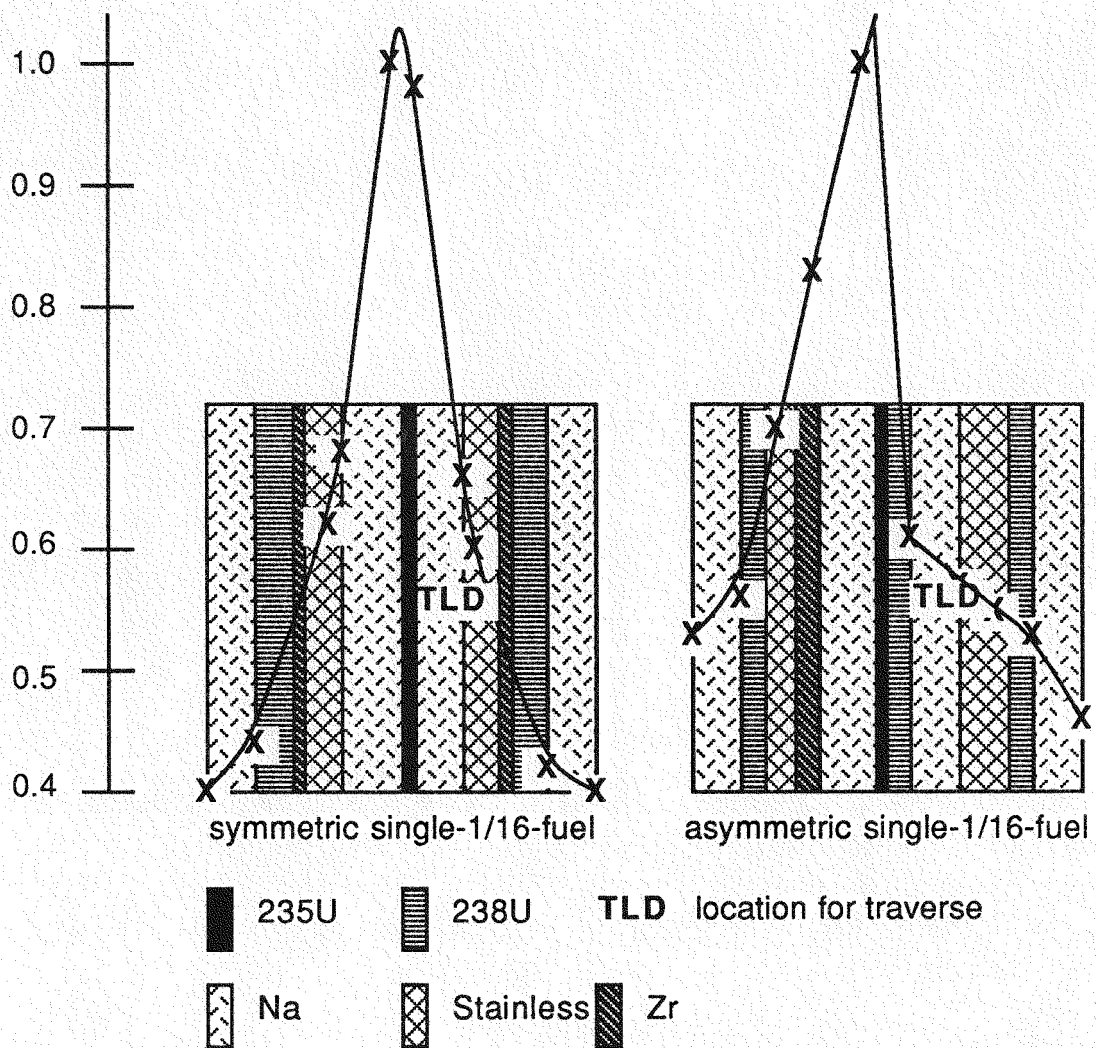 1.0
0.9
0.8
0.7
0.6
0.5
0.4
TLD TLD
symmetric single-1/16-fuel asymmetric single-1/16-fuel
235U 238U TLD location for traverse
Na Stainless Zr